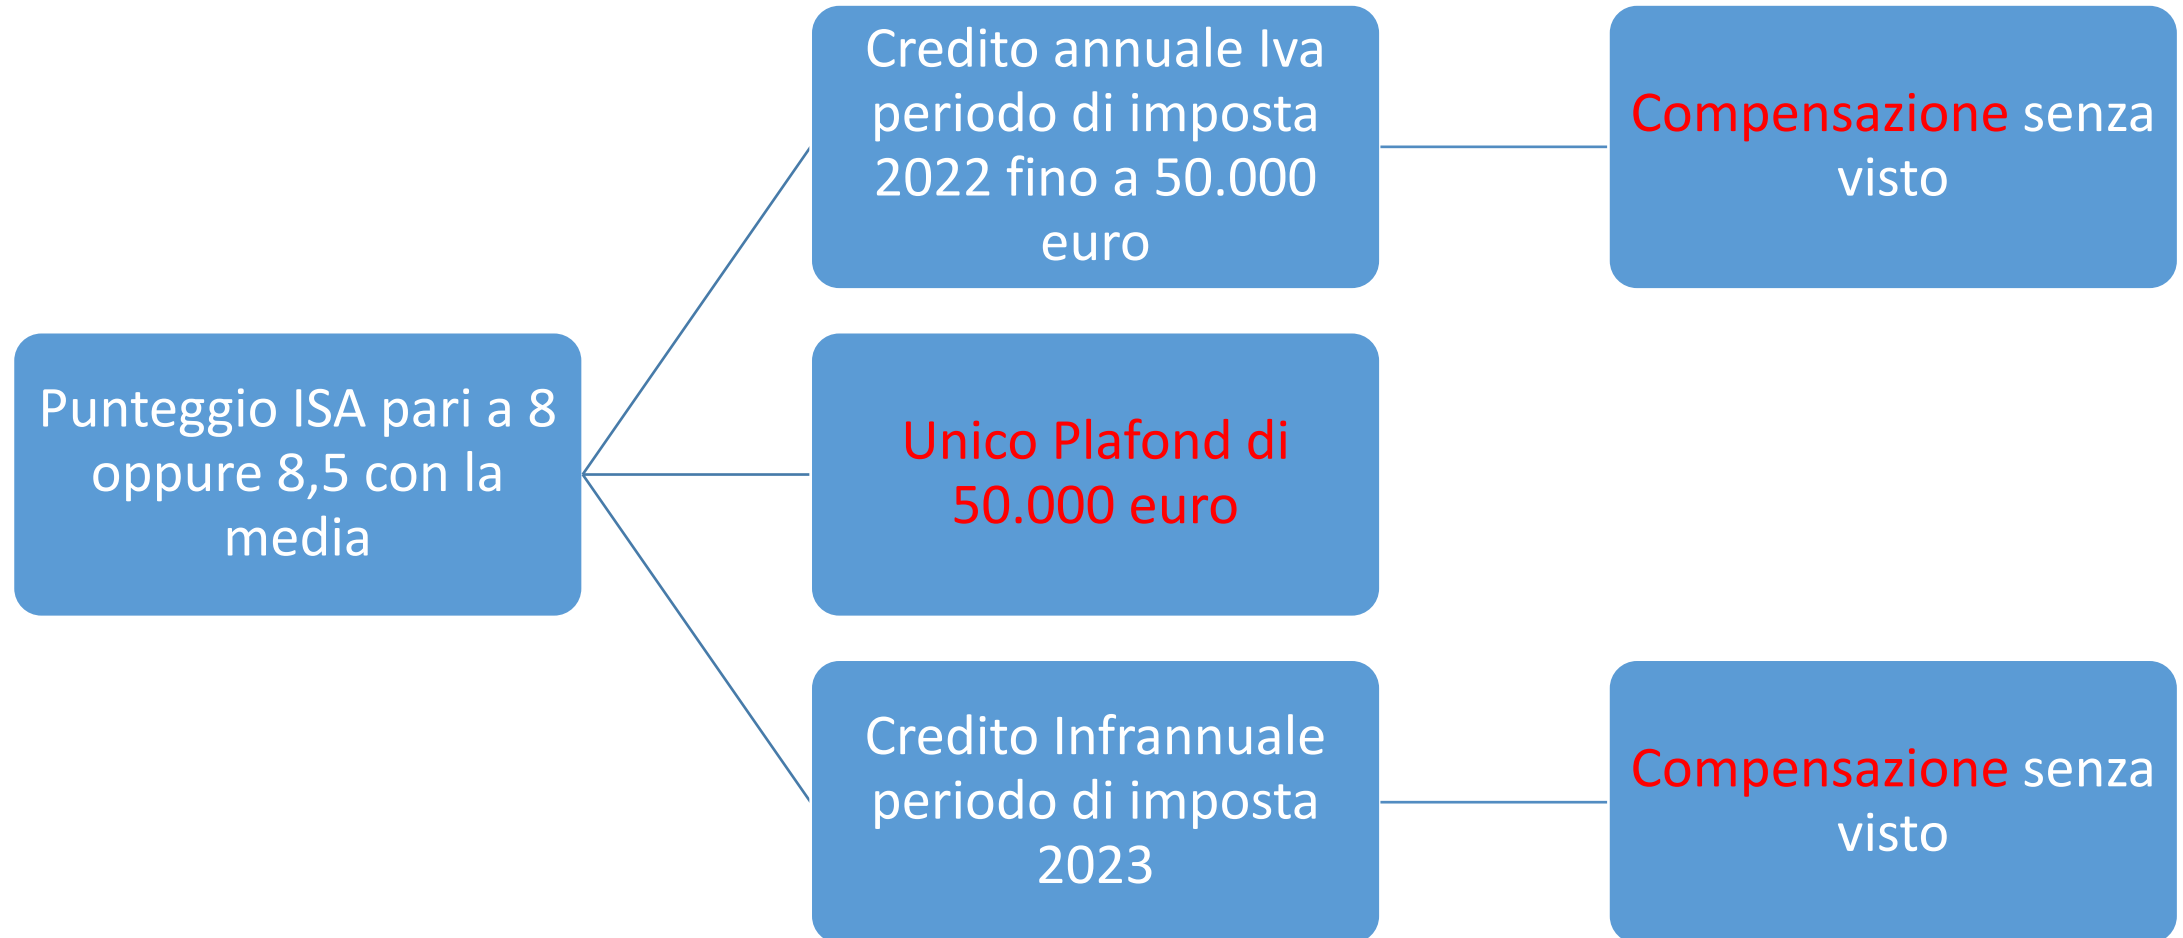 Punteggio ISA pari a 8
oppure 8,5 con la
media
Credito annuale Iva
periodo di imposta
2022 fino a 50.000
euro
Compensazione senza
visto
Unico Plafond di
50.000 euro
Credito Infrannuale
periodo di imposta
2023
Compensazione senza
visto